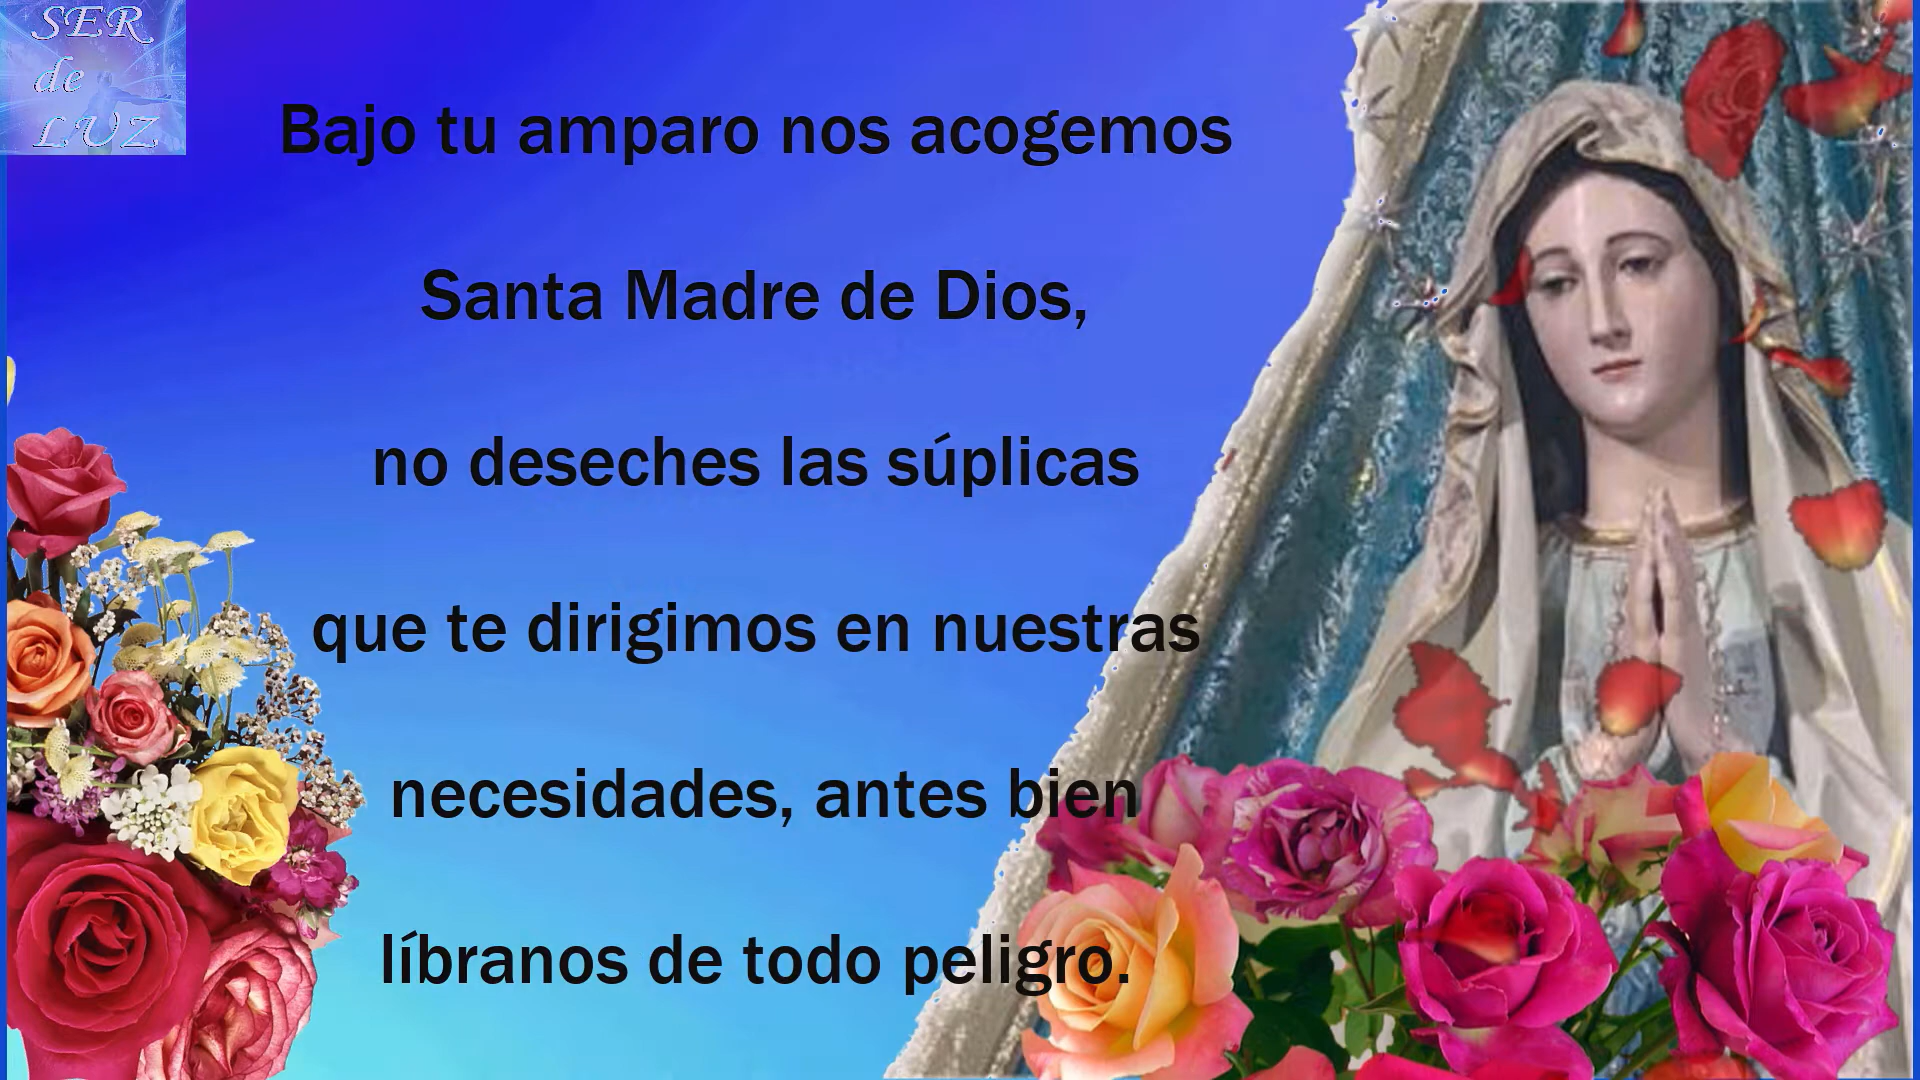 SER
de
LUZ
Bajo tu amparo nos acogemos
Santa Madre de Dios,
no deseches las súplicas
que te dirigimos en nuestras
necesidades, antes bien
líbranos de todo peligro.